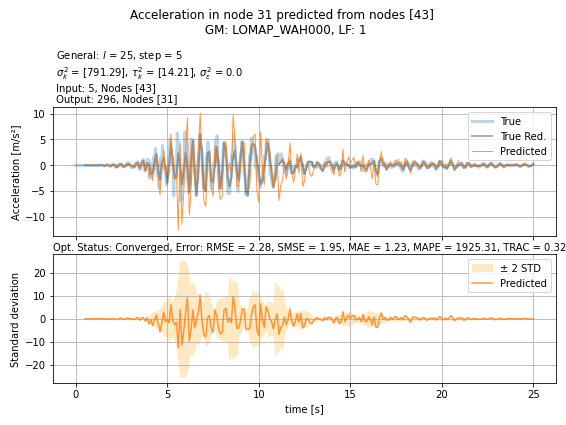 Acceleration in node 31 predicted from nodes [43]
GM: LOMAP_WAH000, LF: 1
General: l = 25, step = 5
σ²ₖ = [791.29], τ²ₖ = [14.21], σ²ε = 0.0
Input: 5, Nodes [43]
Output: 296, Nodes [31]
10
5
0
−5
−10
Acceleration [m/s²]
True
True Red.
Predicted
Opt. Status: Converged, Error: RMSE = 2.28, SMSE = 1.95, MAE = 1.23, MAPE = 1925.31, TRAC = 0.32
20
10
0
−10
−20
Standard deviation
± 2 STD
Predicted
0 5 10 15 20 25
time [s]